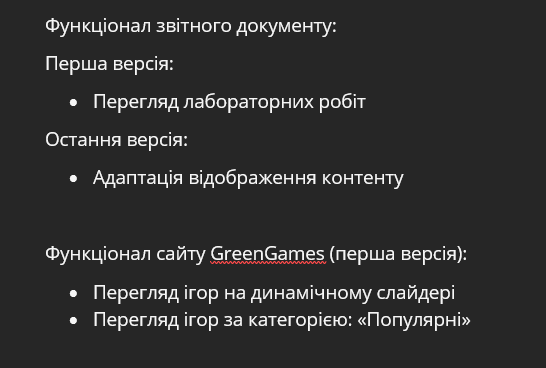 Функціонал звітного документу:
Перша версія:
• Перегляд лабораторних робіт
Остання версія:
• Адаптація відображення контенту
Функціонал сайту GreenGames (перша версія):
• Перегляд ігор на динамічному слайдері
• Перегляд ігор за категорією: «Популярні»